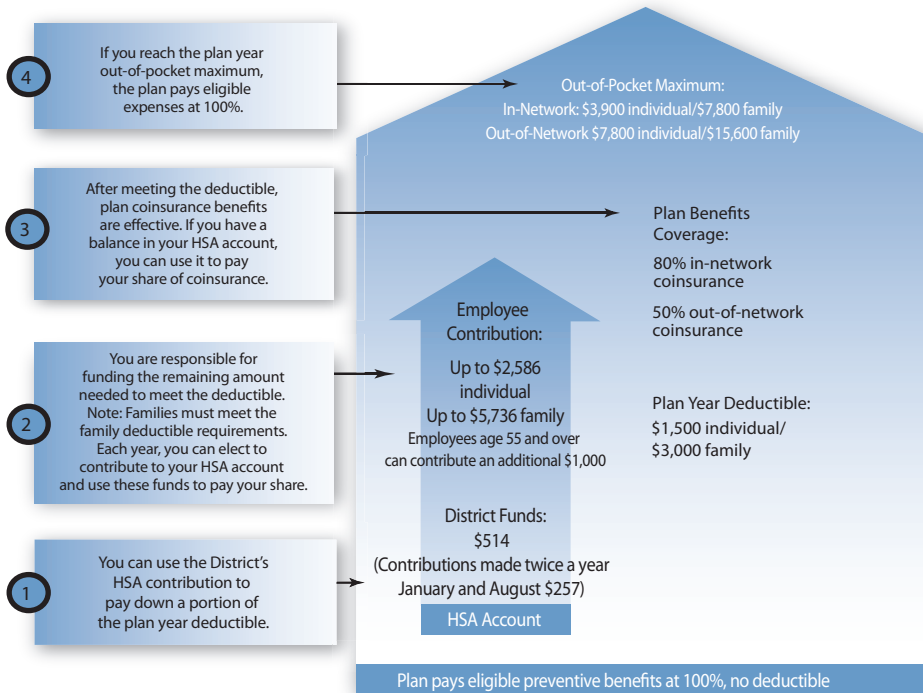 4
If you reach the plan year
out-of-pocket maximum,
the plan pays eligible
expenses at 100%.
Out-of-Pocket Maximum:
In-Network: $3,900 individual/$7,800 family
Out-of-Network $7,800 individual/$15,600 family
3
After meeting the deductible,
plan coinsurance benefits
are effective. If you have a
balance in your HSA account,
you can use it to pay
your share of coinsurance.
Plan Benefits
Coverage:
80% in-network
coinsurance
50% out-of-network
coinsurance
2
You are responsible for
funding the remaining amount
needed to meet the deductible.
Note: Families must meet the
family deductible requirements.
Each year, you can elect to
contribute to your HSA account
and use these funds to pay your share.
Employee
Contribution:
Up to $2,586
individual
Up to $5,736 family
Employees age 55 and over
can contribute an additional $1,000
Plan Year Deductible:
$1,500 individual/
$3,000 family
1
You can use the District's
HSA contribution to
pay down a portion of
the plan year deductible.
District Funds:
$514
(Contributions made twice a year
January and August $257)
HSA Account
Plan pays eligible preventive benefits at 100%, no deductible